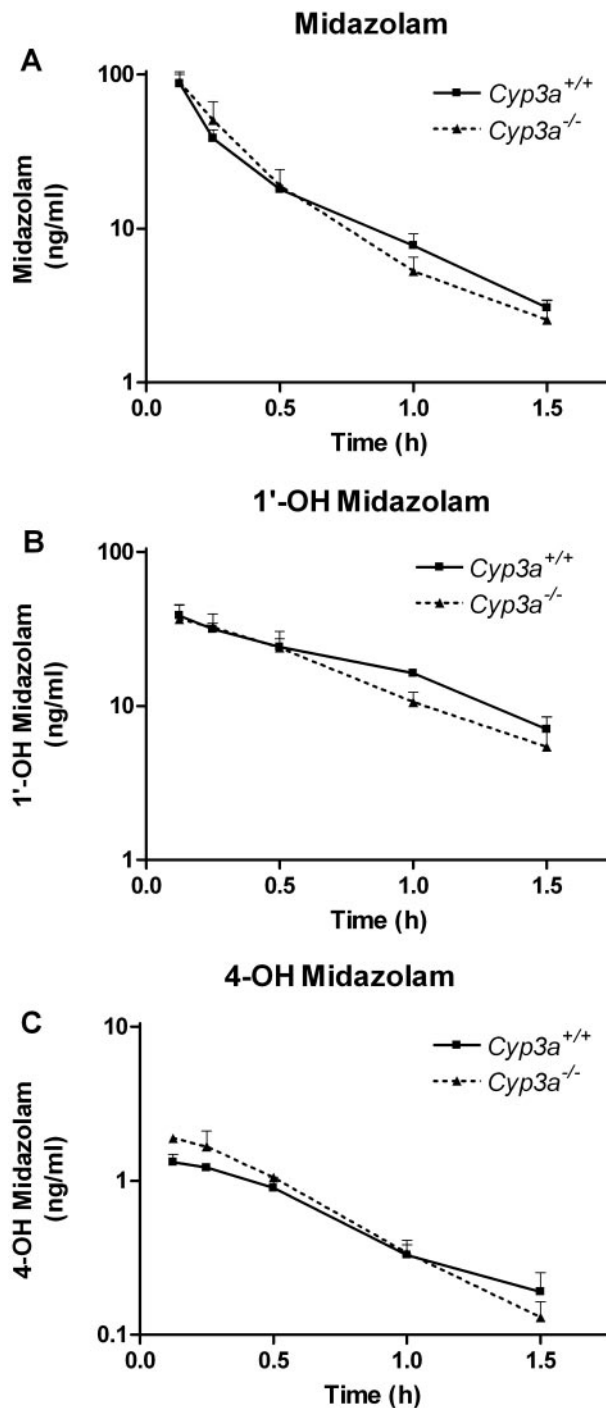 Midazolam
A
100
10
1
Midazolam
(ng/ml)
Cyp3a+/+
Cyp3a-/-
0.0 0.5 1.0 1.5
Time (h)
1'-OH Midazolam
B
100
10
1
1'-OH Midazolam
(ng/ml)
Cyp3a+/+
Cyp3a-/-
0.0 0.5 1.0 1.5
Time (h)
4-OH Midazolam
C
10
1
0.1
4-OH Midazolam
(ng/ml)
Cyp3a+/+
Cyp3a-/-
0.0 0.5 1.0 1.5
Time (h)